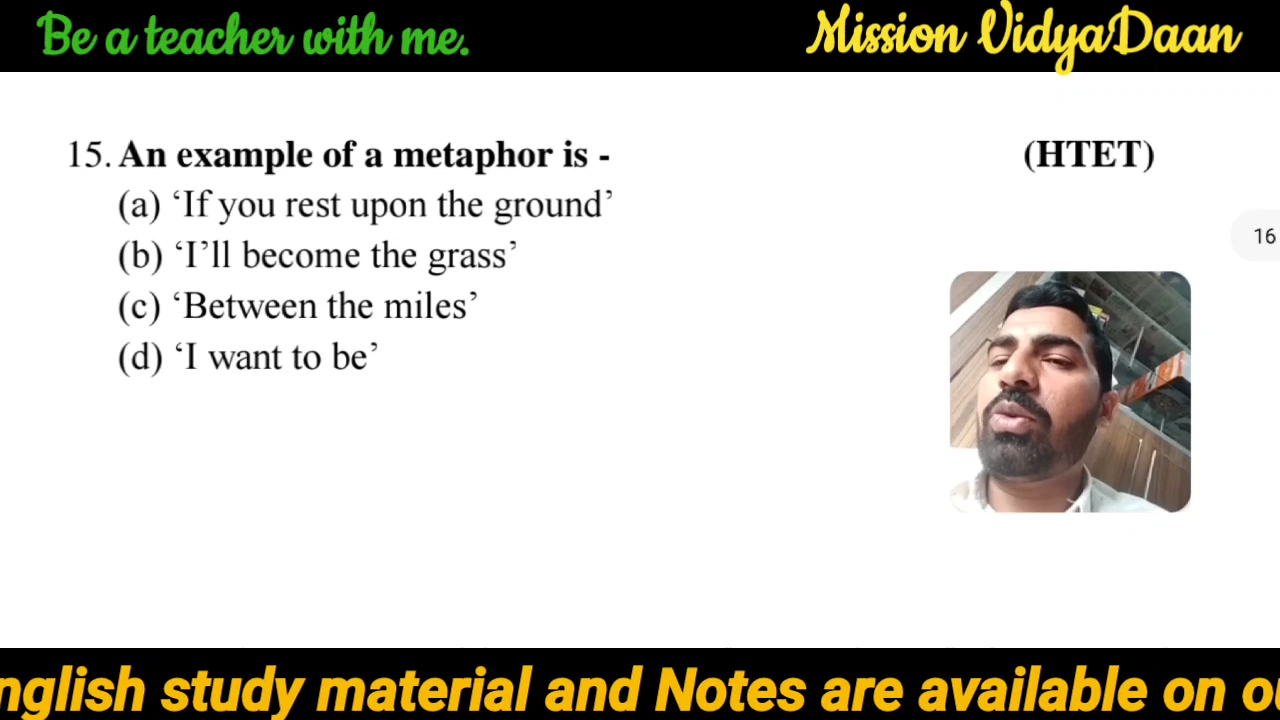 Be a teacher with me.
Mission VidyaDaan
15. An example of a metaphor is - (HTET)
(a) ‘If you rest upon the ground’
(b) ‘I’ll become the grass’
(c) ‘Between the miles’
(d) ‘I want to be’
16
nglish study material and Notes are available on ou